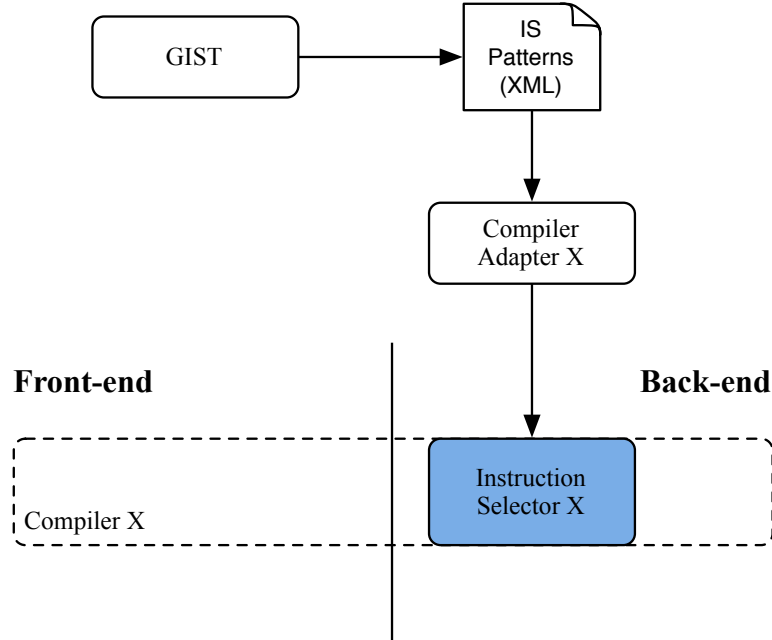 GIST
IS
Patterns
(XML)
Compiler
Adapter X
Front-end
Back-end
Instruction
Selector X
Compiler X